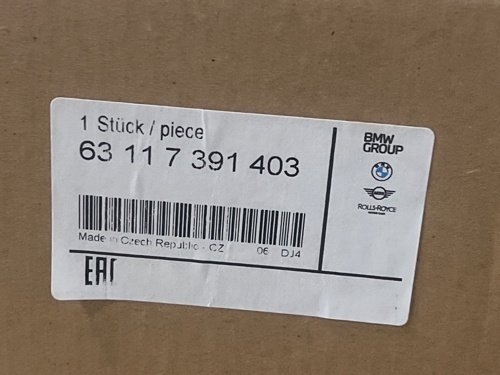 1 Stück / piece
63 11 7 391 403
Made in Czech Republic - CZ 06 DJ4
EAC
BMW
GROUP
ROLLS-ROYCE